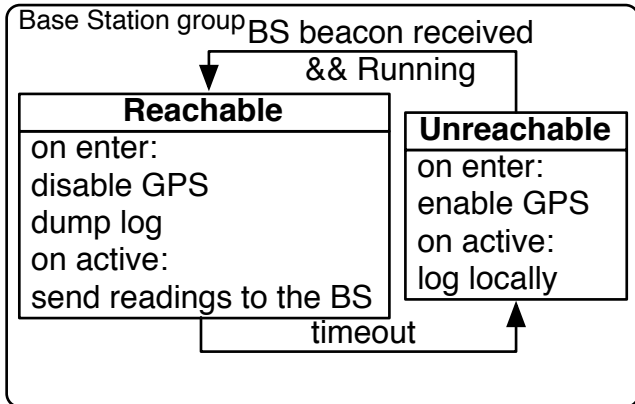 Base Station group
BS beacon received
&& Running
Reachable
on enter:
disable GPS
dump log
on active:
send readings to the BS
Unreachable
on enter:
enable GPS
on active:
log locally
timeout